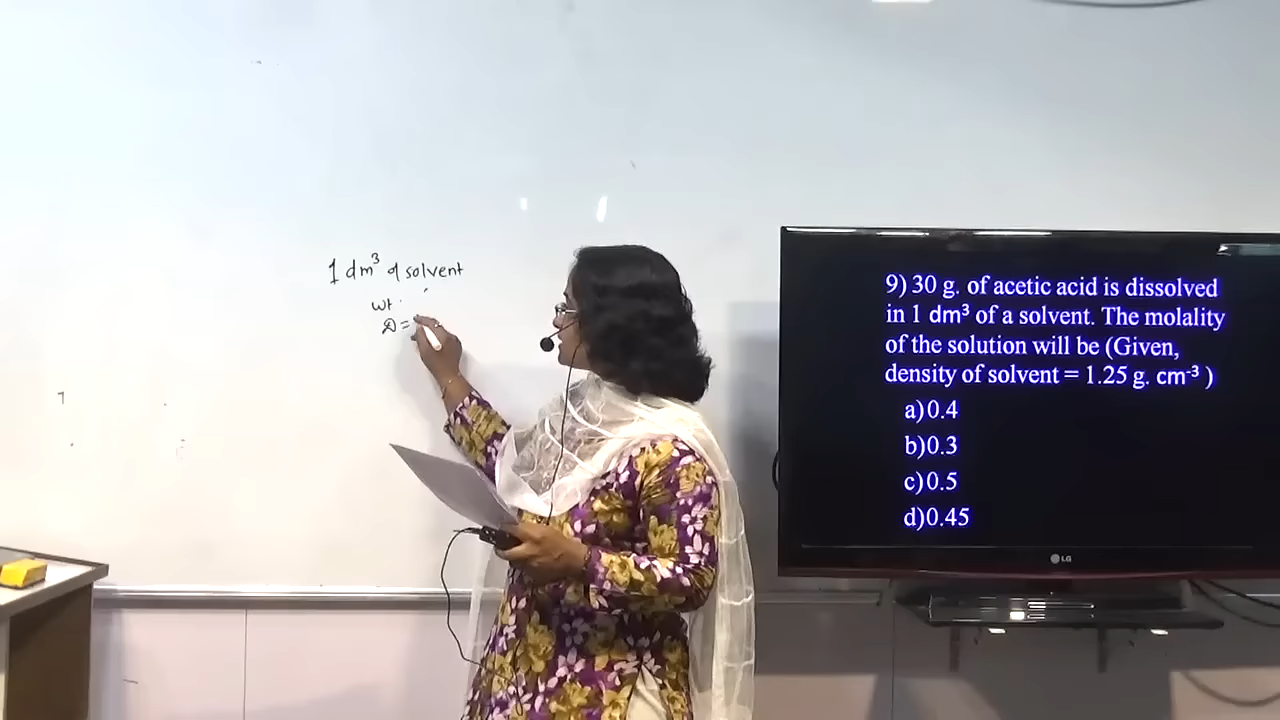 1 dm³ of solvent
wt.
D =
9) 30 g. of acetic acid is dissolved
in 1 dm³ of a solvent. The molality
of the solution will be (Given,
density of solvent = 1.25 g. cm⁻³ )
a)0.4
b)0.3
c)0.5
d)0.45
LG